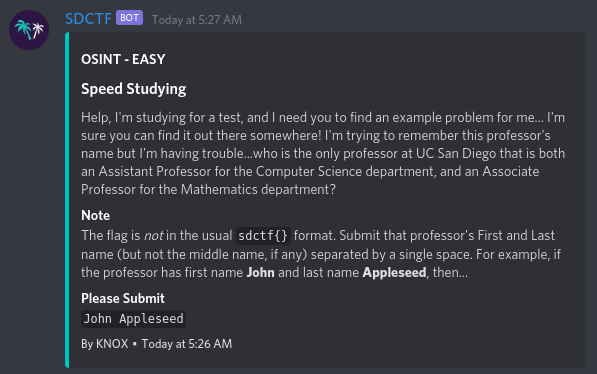 SDCTF BOT Today at 5:27 AM
OSINT - EASY
Speed Studying
Help, I'm studying for a test, and I need you to find an example problem for me... I'm
sure you can find it out there somewhere! I'm trying to remember this professor's
name but I'm having trouble...who is the only professor at UC San Diego that is both
an Assistant Professor for the Computer Science department, and an Associate
Professor for the Mathematics department?
Note
The flag is not in the usual sdctf{} format. Submit that professor's First and Last
name (but not the middle name, if any) separated by a single space. For example, if
the professor has first name John and last name Appleseed, then...
Please Submit
John Appleseed
By KNOX • Today at 5:26 AM